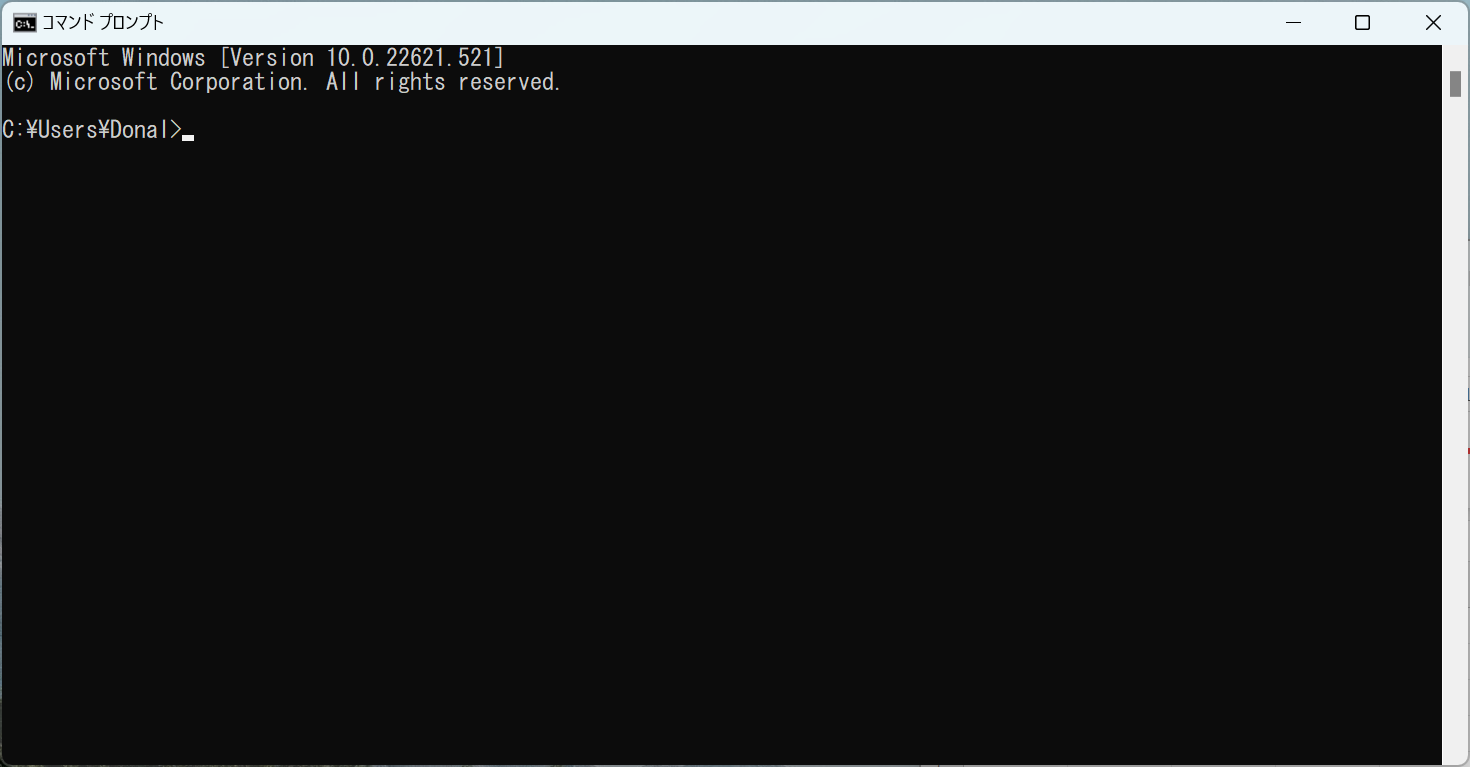 コマンド プロンプト
Microsoft Windows [Version 10.0.22621.521]
(c) Microsoft Corporation. All rights reserved.
C:¥Users¥Donal>